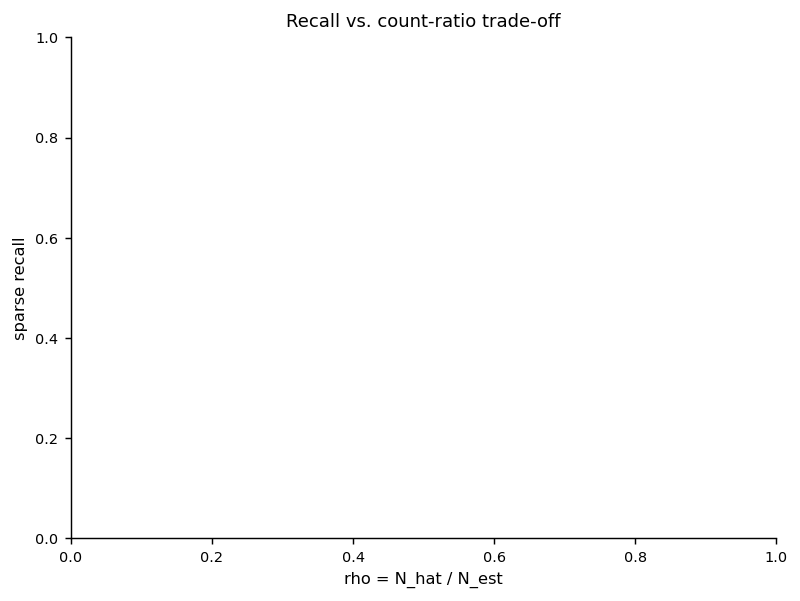 Recall vs. count-ratio trade-off
1.0
0.8
0.6
0.4
0.2
0.0
sparse recall
0.0 0.2 0.4 0.6 0.8 1.0
rho = N_hat / N_est